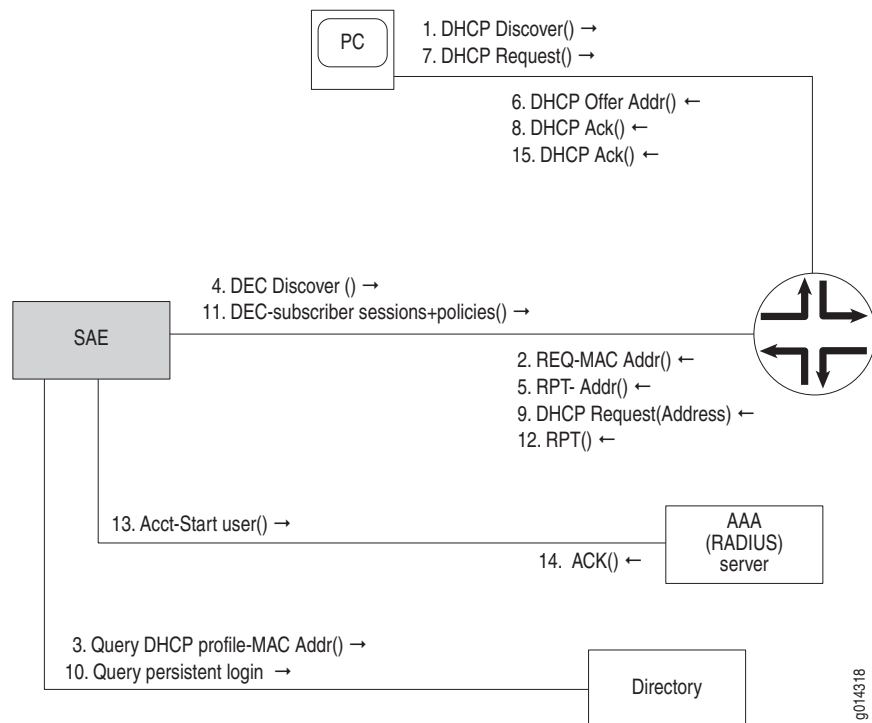 PC
1. DHCP Discover() →
7. DHCP Request() →
6. DHCP Offer Addr() ←
8. DHCP Ack() ←
15. DHCP Ack() ←
4. DEC Discover () →
11. DEC-subscriber sessions+policies() →
SAE
2. REQ-MAC Addr() ←
5. RPT- Addr() ←
9. DHCP Request(Address) ←
12. RPT() ←
13. Acct-Start user() →
14. ACK() ←
AAA
(RADIUS)
server
3. Query DHCP profile-MAC Addr() →
10. Query persistent login →
Directory
g014318